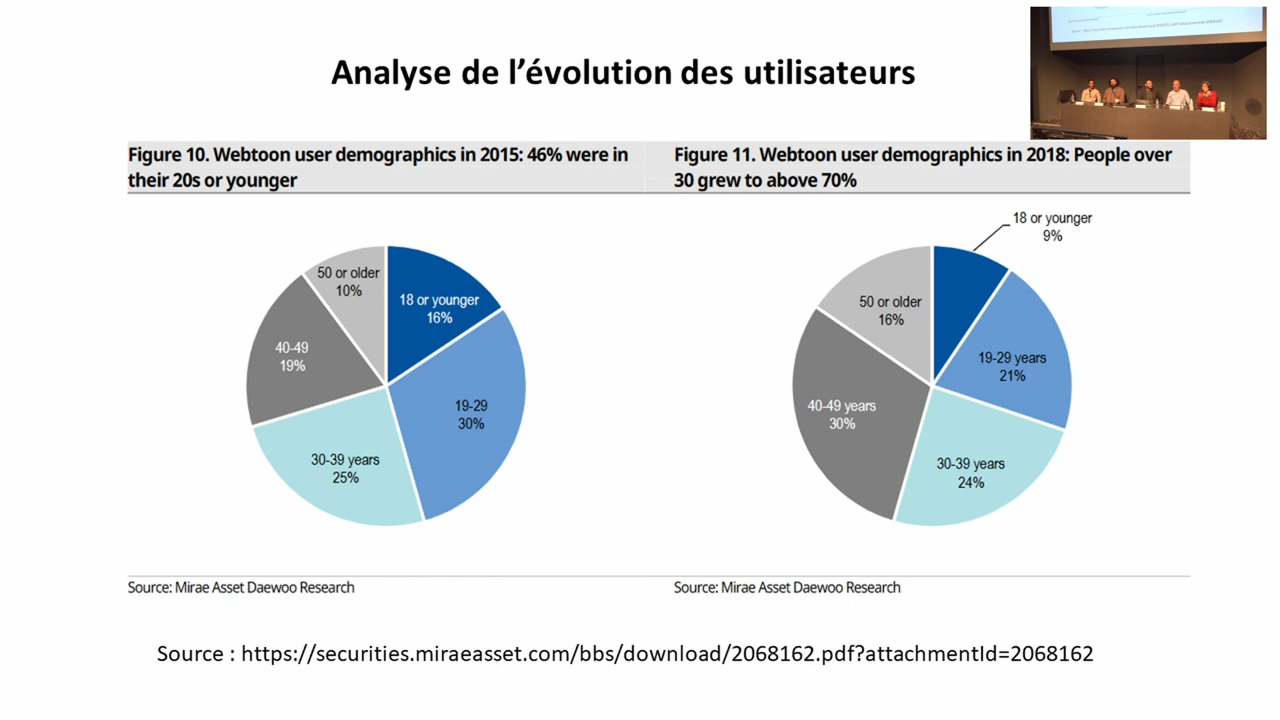 Analyse de l’évolution des utilisateurs
Figure 10. Webtoon user demographics in 2015: 46% were in
their 20s or younger
50 or older
10%
18 or younger
16%
40-49
19%
19-29
30%
30-39 years
25%
Source: Mirae Asset Daewoo Research
Figure 11. Webtoon user demographics in 2018: People over
30 grew to above 70%
18 or younger
9%
50 or older
16%
19-29 years
21%
40-49 years
30%
30-39 years
24%
Source: Mirae Asset Daewoo Research
Source : https://securities.miraeasset.com/bbs/download/2068162.pdf?attachmentId=2068162